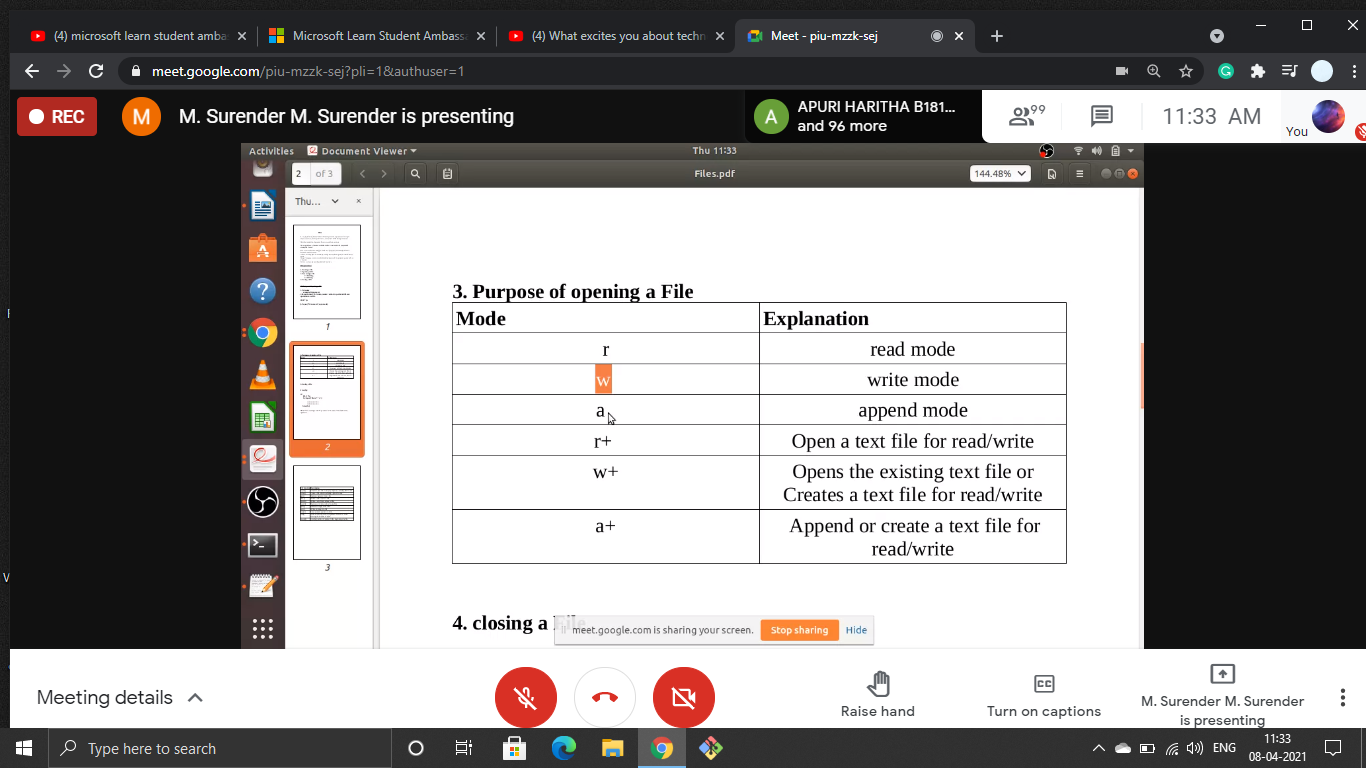 (4) microsoft learn student amba
Microsoft Learn Student Ambass
(4) What excites you about techn
Meet - piu-mzzk-sej
meet.google.com/piu-mzzk-sej?pli=1&authuser=1
REC
M
M. Surender M. Surender is presenting
A
APURI HARITHA B181...
and 96 more
99
11:33 AM
You
Activities
Document Viewer
Thu 11:33
2 of 3
Files.pdf
144.48%
Thu...
1
2
3
3. Purpose of opening a File
Mode Explanation
r read mode
w write mode
a append mode
r+ Open a text file for read/write
w+ Opens the existing text file or
Creates a text file for read/write
a+ Append or create a text file for
read/write
4. closing a File
meet.google.com is sharing your screen.
Stop sharing
Hide
Meeting details
Raise hand
Turn on captions
M. Surender M. Surender
is presenting
Type here to search
ENG
11:33
08-04-2021